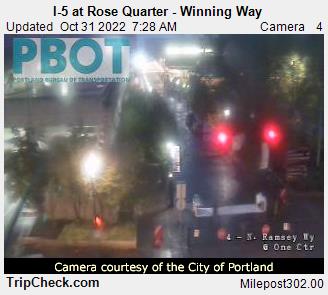 I-5 at Rose Quarter - Winning Way
Updated Oct 31 2022 7:28 AM Camera 4
PBOT
PORTLAND BUREAU OF TRANSPORTATION
4 - N. Ramsey Wy
@ One Ctr
Camera courtesy of the City of Portland
TripCheck.com Milepost302.00